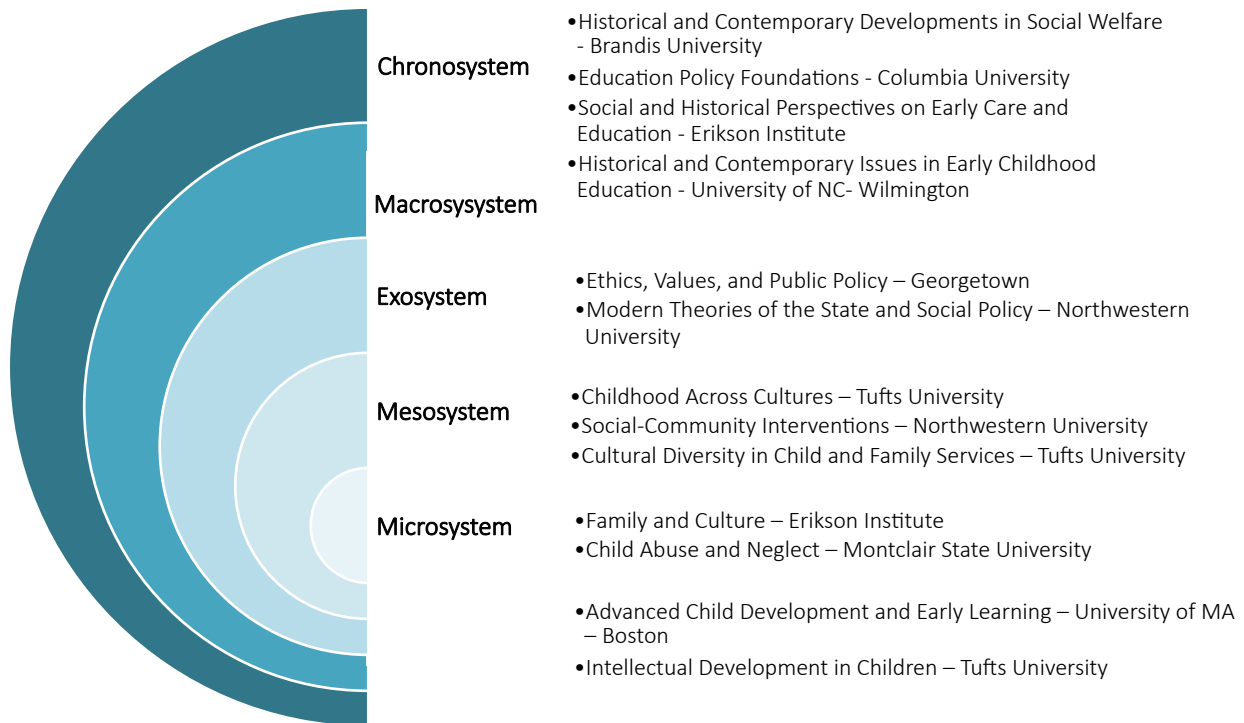 Chronosystem
•Historical and Contemporary Developments in Social Welfare
- Brandis University
•Education Policy Foundations - Columbia University
•Social and Historical Perspectives on Early Care and
Education - Erikson Institute
•Historical and Contemporary Issues in Early Childhood
Education - University of NC- Wilmington
Macrosysystem
Exosystem
•Ethics, Values, and Public Policy – Georgetown
•Modern Theories of the State and Social Policy – Northwestern
University
Mesosystem
•Childhood Across Cultures – Tufts University
•Social-Community Interventions – Northwestern University
•Cultural Diversity in Child and Family Services – Tufts University
Microsystem
•Family and Culture – Erikson Institute
•Child Abuse and Neglect – Montclair State University
•Advanced Child Development and Early Learning – University of MA
– Boston
•Intellectual Development in Children – Tufts University